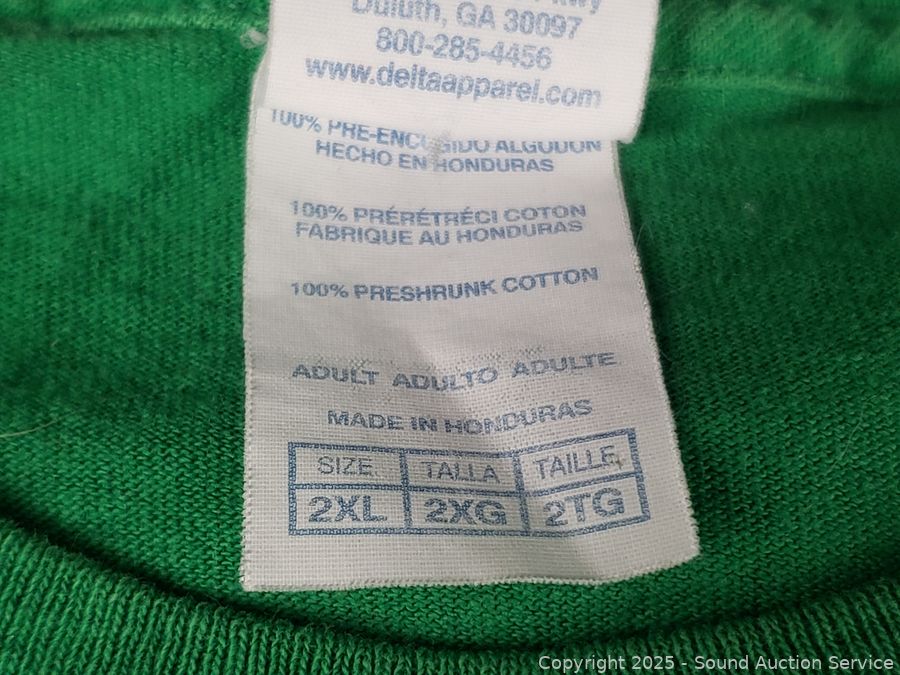 Duluth, GA 30097
800-285-4456
www.deltaapparel.com
100% PRE-ENCOGIDO ALGODON
HECHO EN HONDURAS
100% PRÉRÉTRÉCI COTON
FABRIQUE AU HONDURAS
100% PRESHRUNK COTTON
ADULT ADULTO ADULTE
MADE IN HONDURAS
SIZE TALLA TAILLE
2XL 2XG 2TG
Copyright 2025 - Sound Auction Service